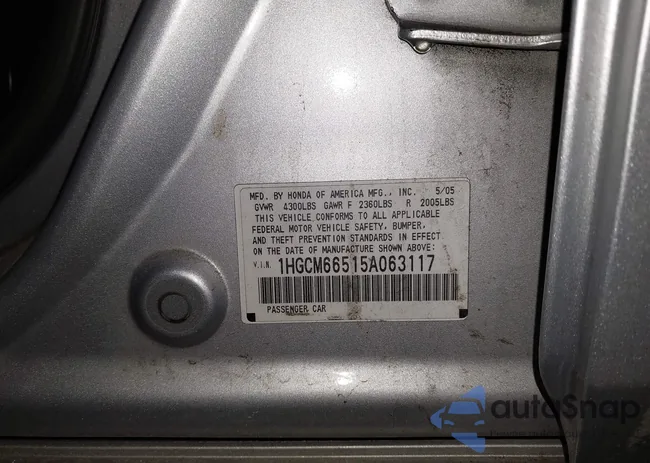 MFD. BY HONDA OF AMERICA MFG., INC. 5/05
GVWR 4300LBS GAWR F 2360LBS R 2005LBS
THIS VEHICLE CONFORMS TO ALL APPLICABLE
FEDERAL MOTOR VEHICLE SAFETY, BUMPER,
AND THEFT PREVENTION STANDARDS IN EFFECT
ON THE DATE OF MANUFACTURE SHOWN ABOVE:
V.I.N. 1HGCM66515A063117
PASSENGER CAR
autoSnap